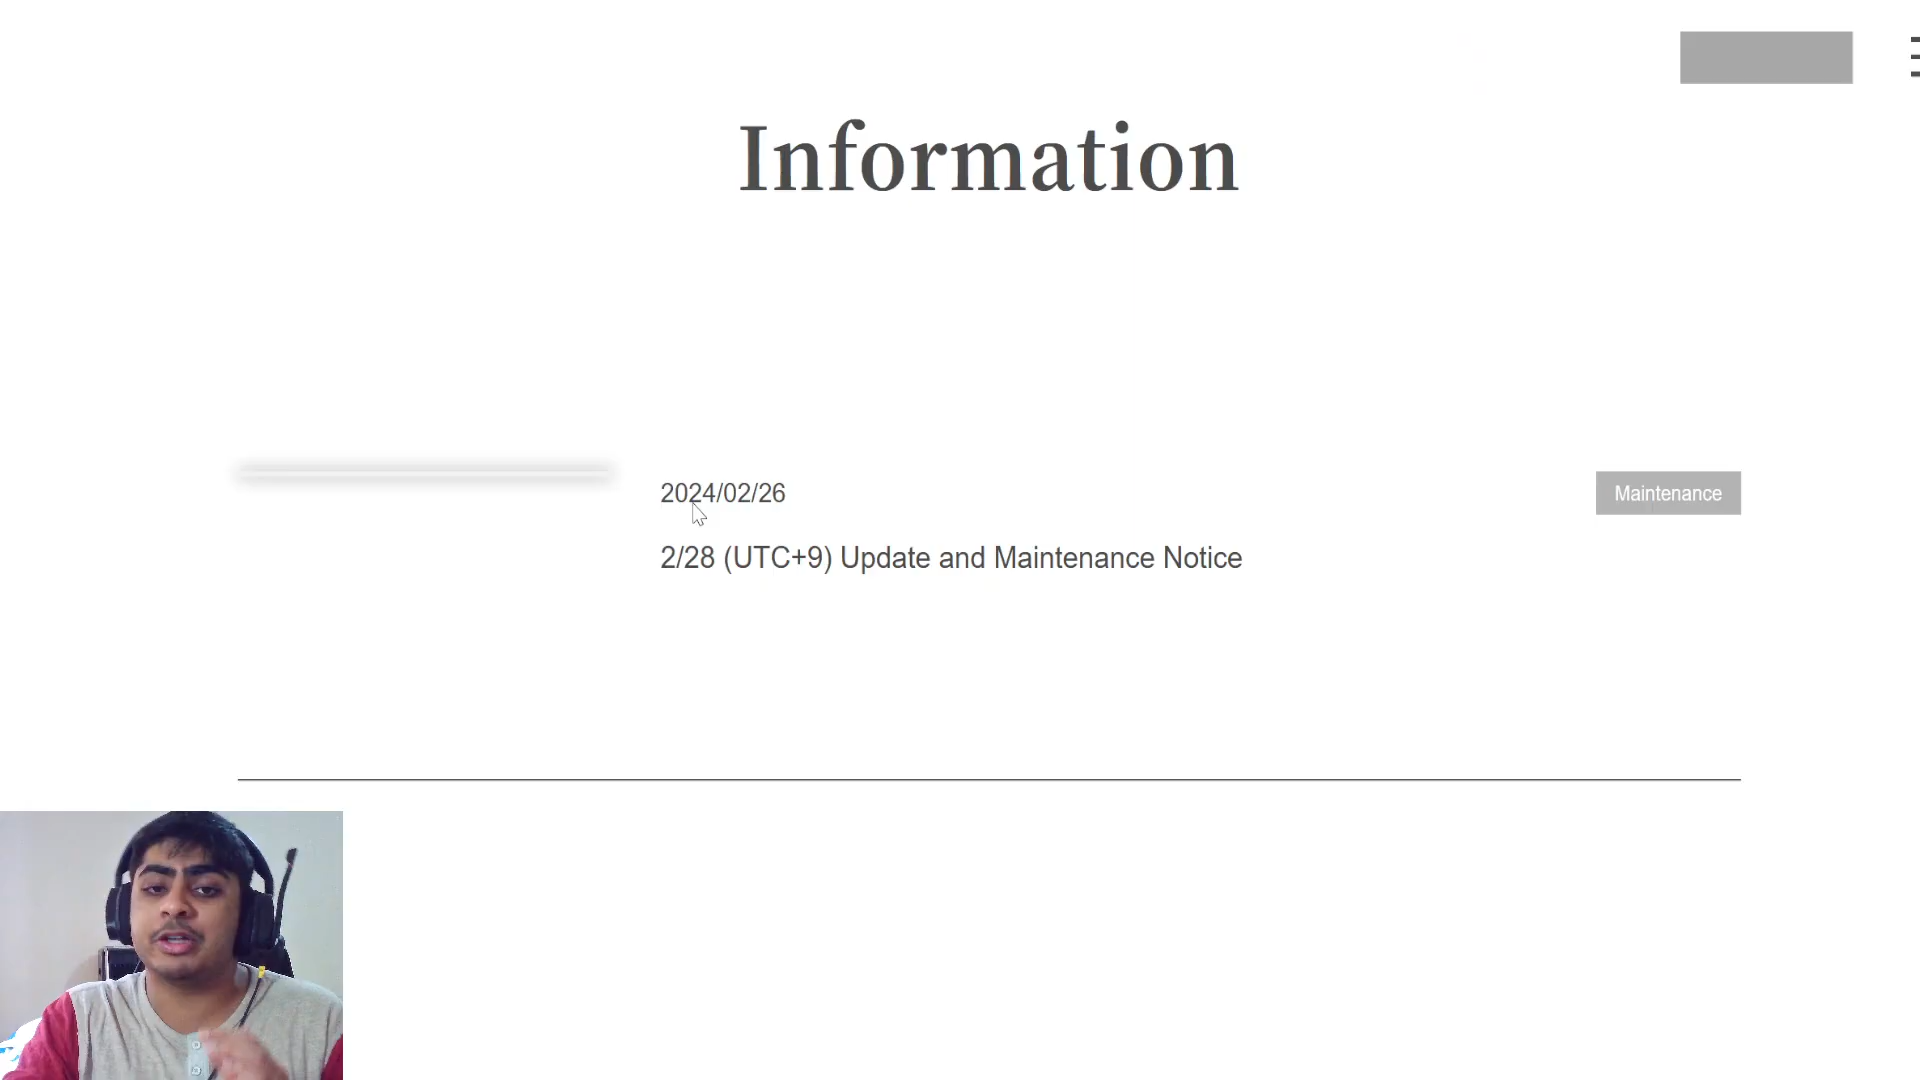 Information
2024/02/26
Maintenance
2/28 (UTC+9) Update and Maintenance Notice